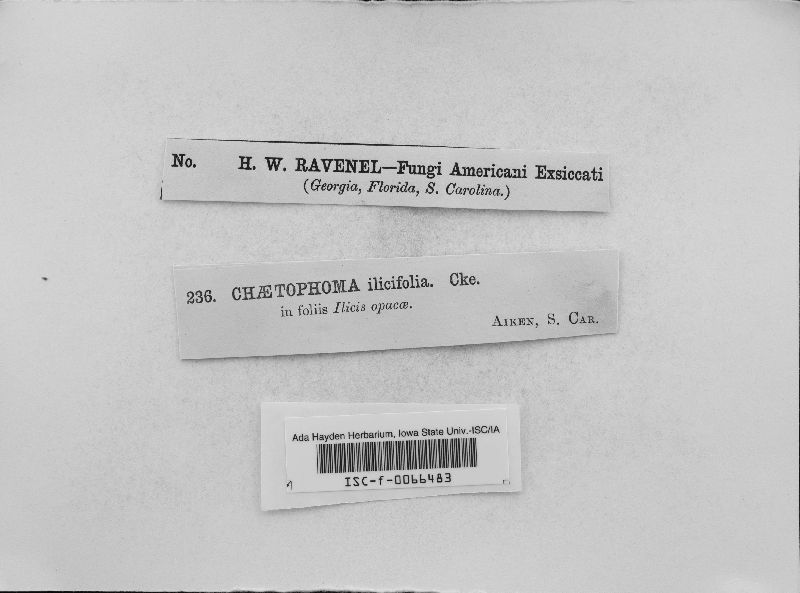 No. H. W. RAVENEL—Fungi Americani Exsiccati
(Georgia, Florida, S. Carolina.)
236. CHÆTOPHOMA ilicifolia. Cke.
in foliis Ilicis opacæ.
AIKEN, S. CAR.
Ada Hayden Herbarium, Iowa State Univ.-ISC/IA
ISC-f-0066483